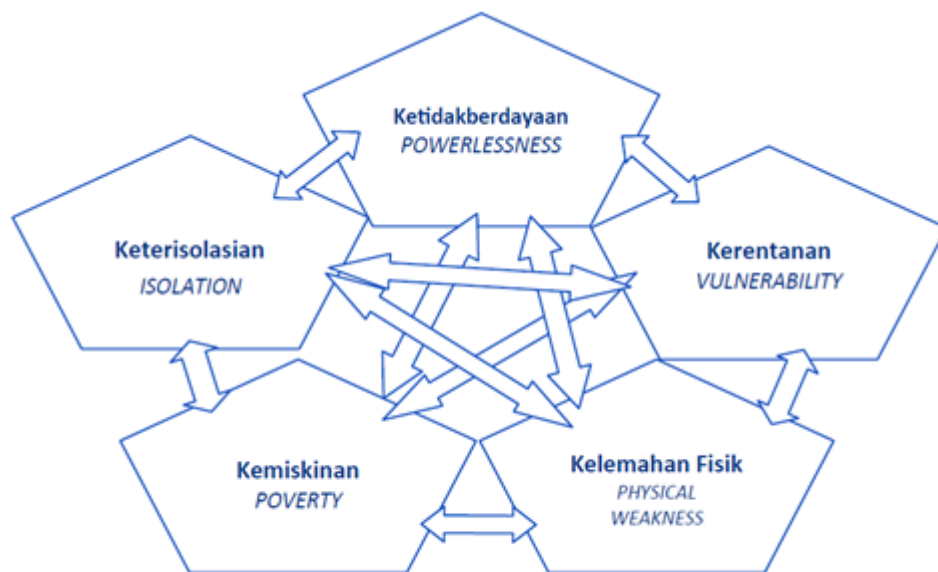 Ketidakberdayaan
POWERLESSNESS
Keterisolasian
ISOLATION
Kerentanan
VULNERABILITY
Kemiskinan
POVERTY
Kelemahan Fisik
PHYSICAL
WEAKNESS